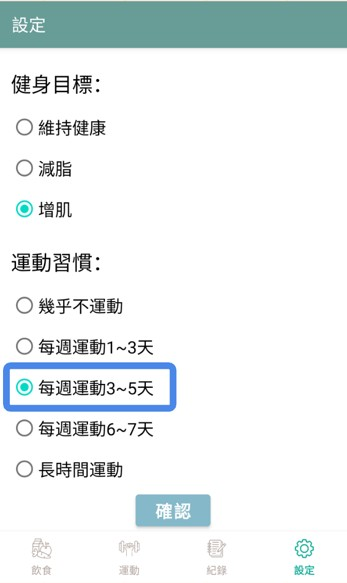 設定
健身目標：
維持健康
減脂
增肌
運動習慣：
幾乎不運動
每週運動1~3天
每週運動3~5天
每週運動6~7天
長時間運動
確認
飲食
運動
紀錄
設定